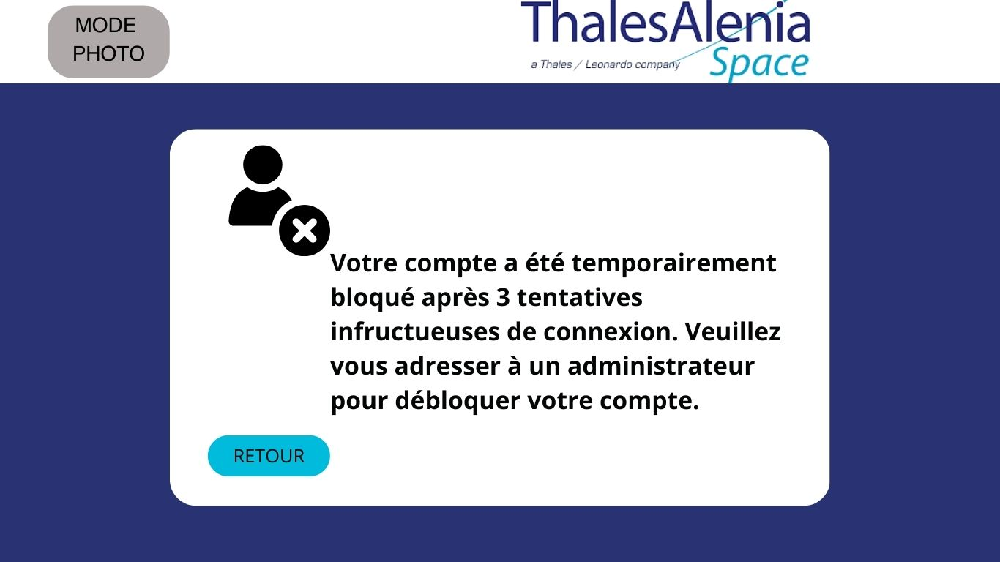 MODE
PHOTO
ThalesAlenia
a Thales / Leonardo company
Space
Votre compte a été temporairement
bloqué après 3 tentatives
infructueuses de connexion. Veuillez
vous adresser à un administrateur
pour débloquer votre compte.
RETOUR